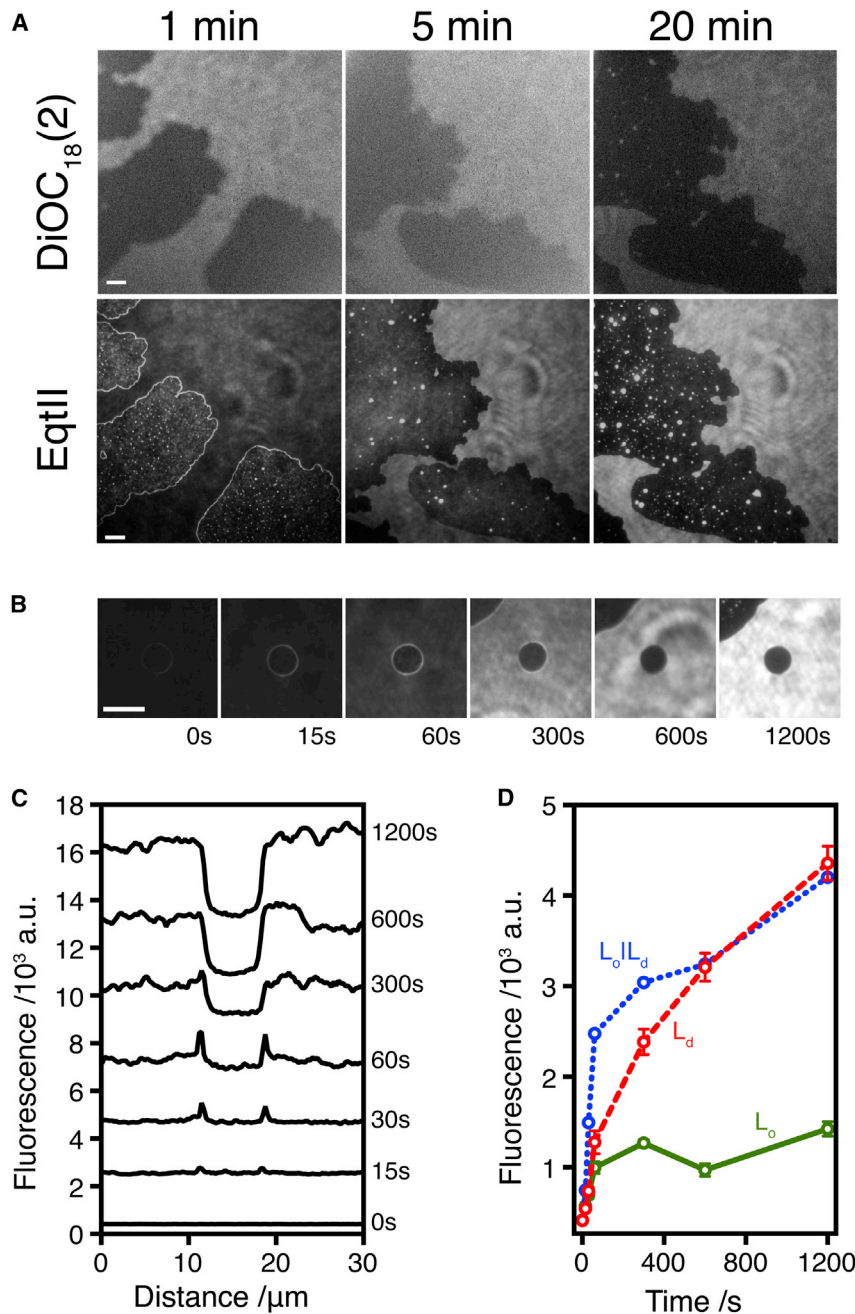 A
1 min
5 min
20 min
DiOC18(2)
EqtII
B
0s
15s
60s
300s
600s
1200s
C
18
16
14
12
10
8
6
4
2
0
Fluorescence /10³ a.u.
1200s
600s
300s
60s
30s
15s
0s
0
10
20
30
Distance /μm
D
5
4
3
2
1
Fluorescence /10³ a.u.
Lo|Ld
Ld
Lo
0
400
800
1200
Time /s